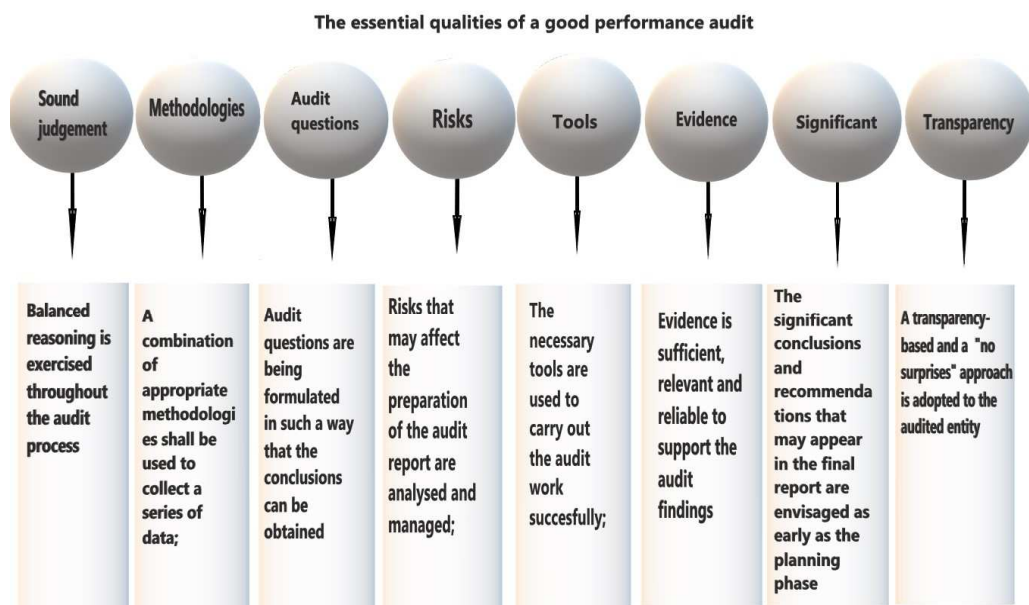 The essential qualities of a good performance audit
Sound
judgement
Methodologies
Audit
questions
Risks
Tools
Evidence
Significant
Transparency
Balanced
reasoning is
exercised
throughout
the audit
process
A
combination
of
appropriate
methodologi
es shall be
used to
collect a
series of
data;
Audit
questions are
being
formulated
in such a way
that the
conclusions
can be
obtained
Risks that
may affect
the
preparation
of the audit
report are
analysed and
managed;
The
necessary
tools are
used to
carry out
the audit
work
succesfully;
Evidence is
sufficient,
relevant and
reliable to
support the
audit
findings
The
significant
conclusions
and
recommenda
tions that
may appear
in the final
report are
envisaged as
early as the
planning
phase
A transparency-
based and a "no
surprises" approach
is adopted to the
audited entity